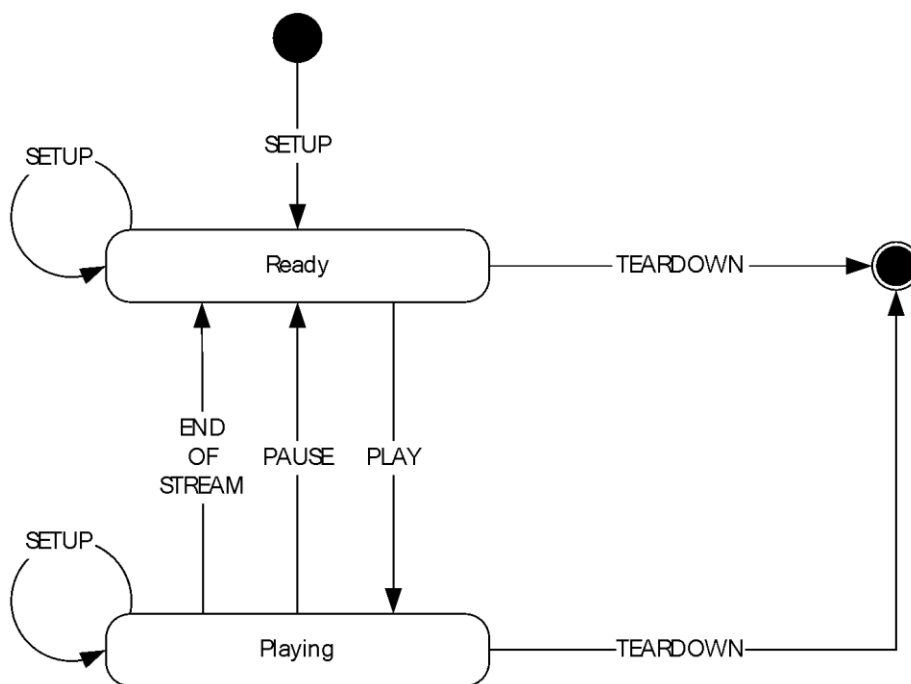 SETUP
SETUP
Ready
TEARDOWN
END
OF
STREAM
PAUSE
PLAY
SETUP
Playing
TEARDOWN